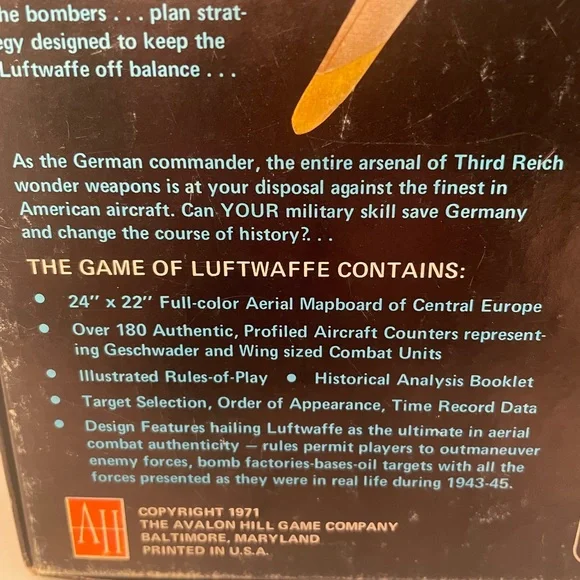 he bombers . . . plan strat-
egy designed to keep the
Luftwaffe off balance . . .
As the German commander, the entire arsenal of Third Reich
wonder weapons is at your disposal against the finest in
American aircraft. Can YOUR military skill save Germany
and change the course of history?. . .
THE GAME OF LUFTWAFFE CONTAINS:
• 24" x 22" Full-color Aerial Mapboard of Central Europe
• Over 180 Authentic, Profiled Aircraft Counters represent-
ing Geschwader and Wing sized Combat Units
• Illustrated Rules-of-Play • Historical Analysis Booklet
• Target Selection, Order of Appearance, Time Record Data
• Design Features hailing Luftwaffe as the ultimate in aerial
combat authenticity — rules permit players to outmaneuver
enemy forces, bomb factories-bases-oil targets with all the
forces presented as they were in real life during 1943-45.
AH
COPYRIGHT 1971
THE AVALON HILL GAME COMPANY
BALTIMORE, MARYLAND
PRINTED IN U.S.A.